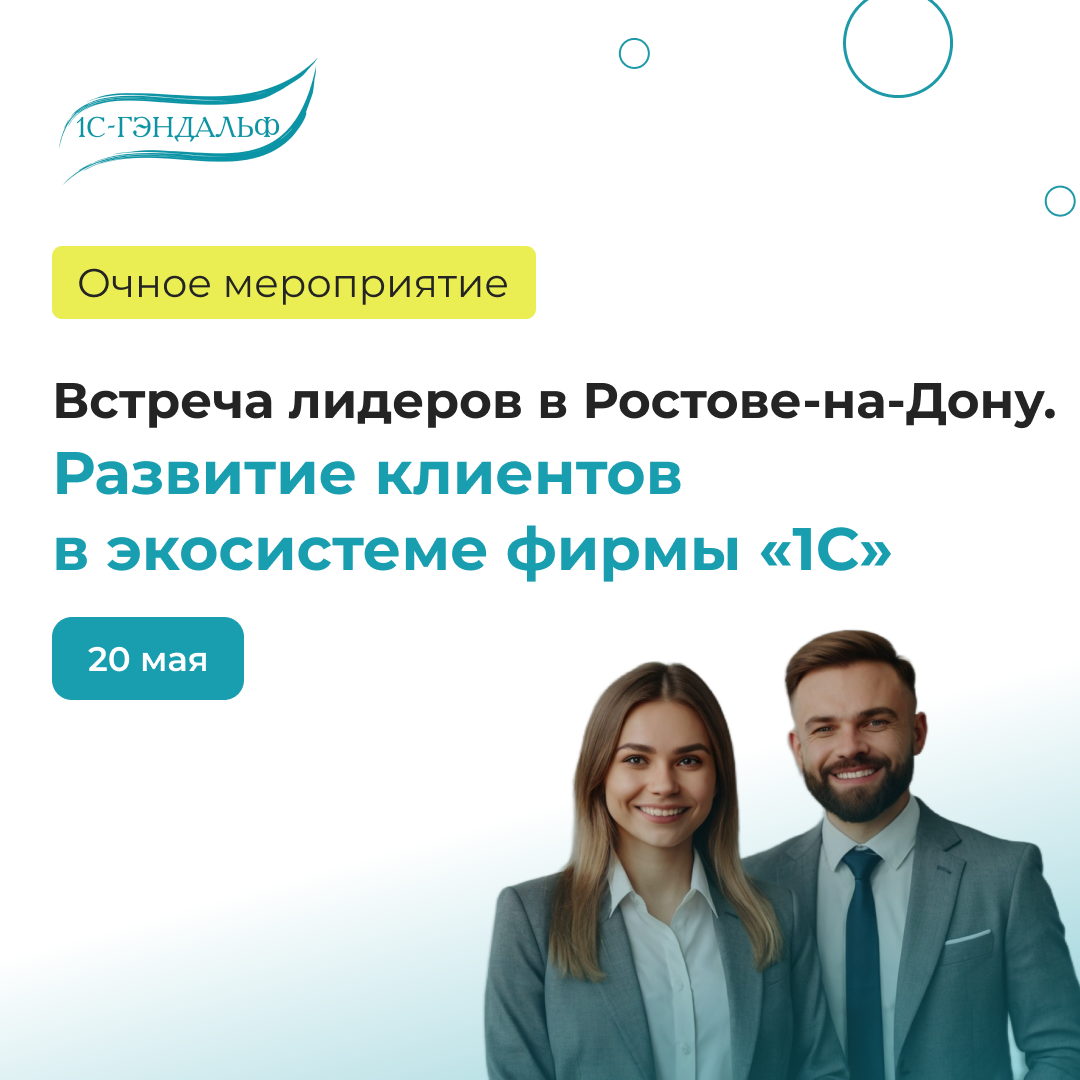 1С-ГЭНДАЛЬФ
Очное мероприятие
Встреча лидеров в Ростове-на-Дону.
Развитие клиентов
в экосистеме фирмы «1С»
20 мая